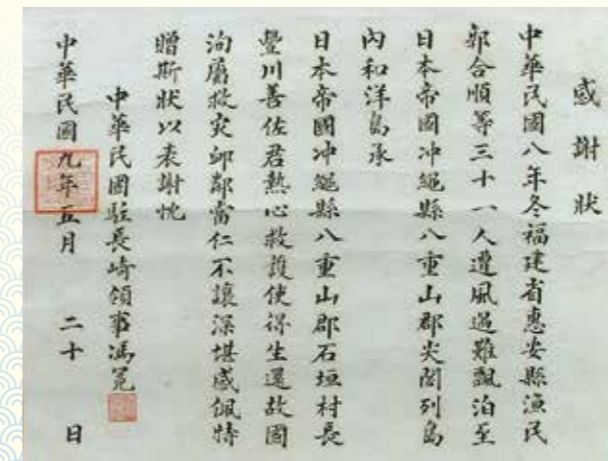 感謝狀
中華民國八年冬福建省惠安縣漁民
郭合順等三十一人遭風遇難飄泊至
日本帝國冲繩縣八重山郡尖閣列島
內和洋島承
日本帝國冲繩縣八重山郡石垣村長
豐川善佐君熱心救護使得生還故國
洵屬救灾邺鄰當仁不讓深堪感佩特
贈斯狀以表謝忱
中華民國駐長崎領事馮冕
中華民國九年五月 二十 日